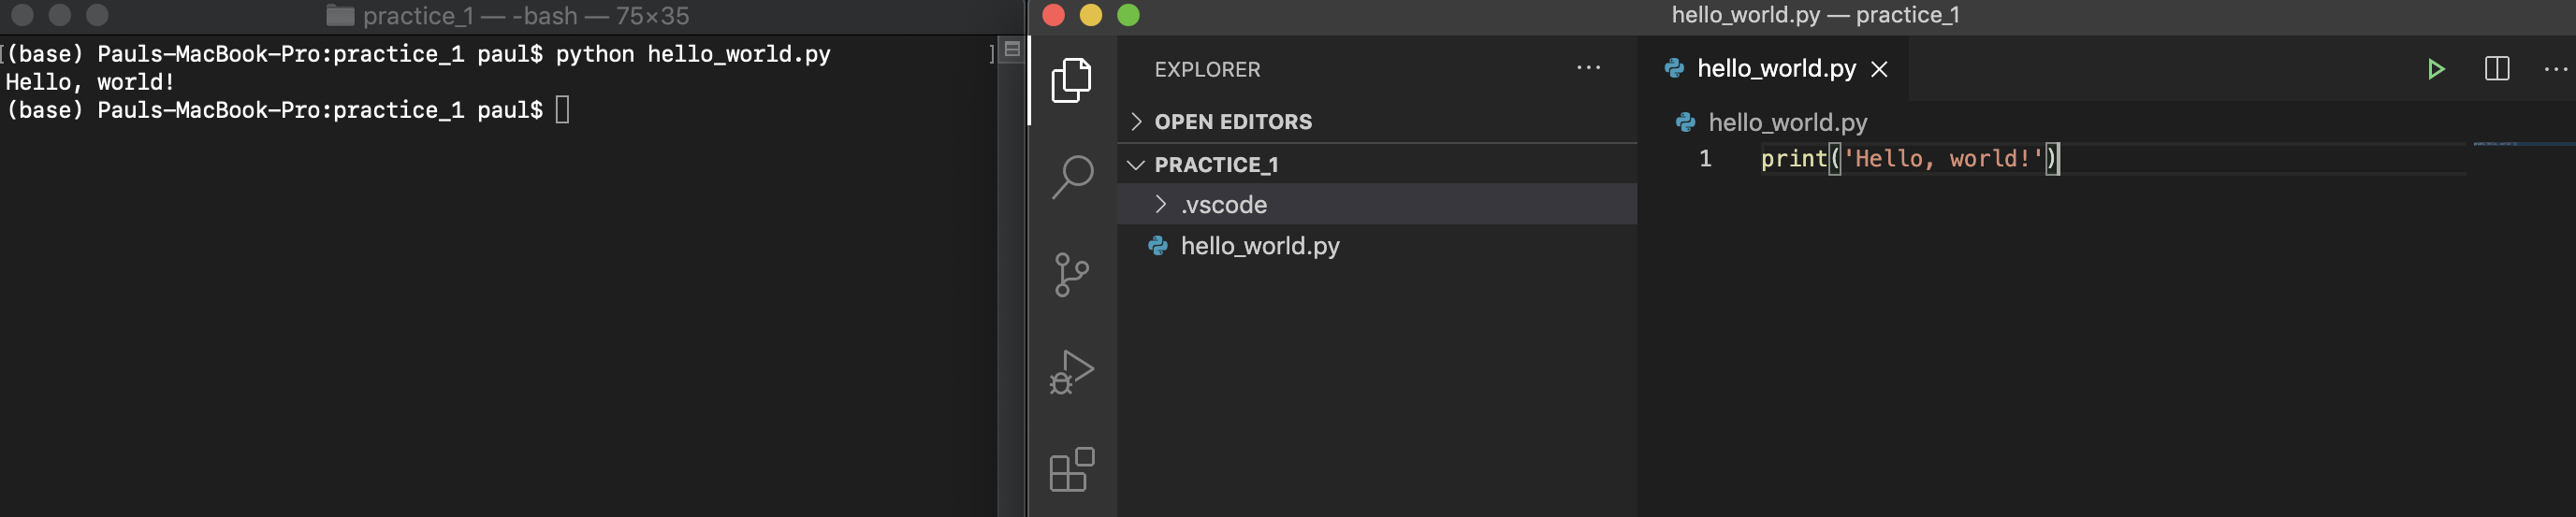 practice_1 — -bash — 75×35
(base) Pauls-MacBook-Pro:practice_1 paul$ python hello_world.py
Hello, world!
(base) Pauls-MacBook-Pro:practice_1 paul$
hello_world.py — practice_1
EXPLORER
OPEN EDITORS
PRACTICE_1
.vscode
hello_world.py
hello_world.py
hello_world.py
1 print('Hello, world!')